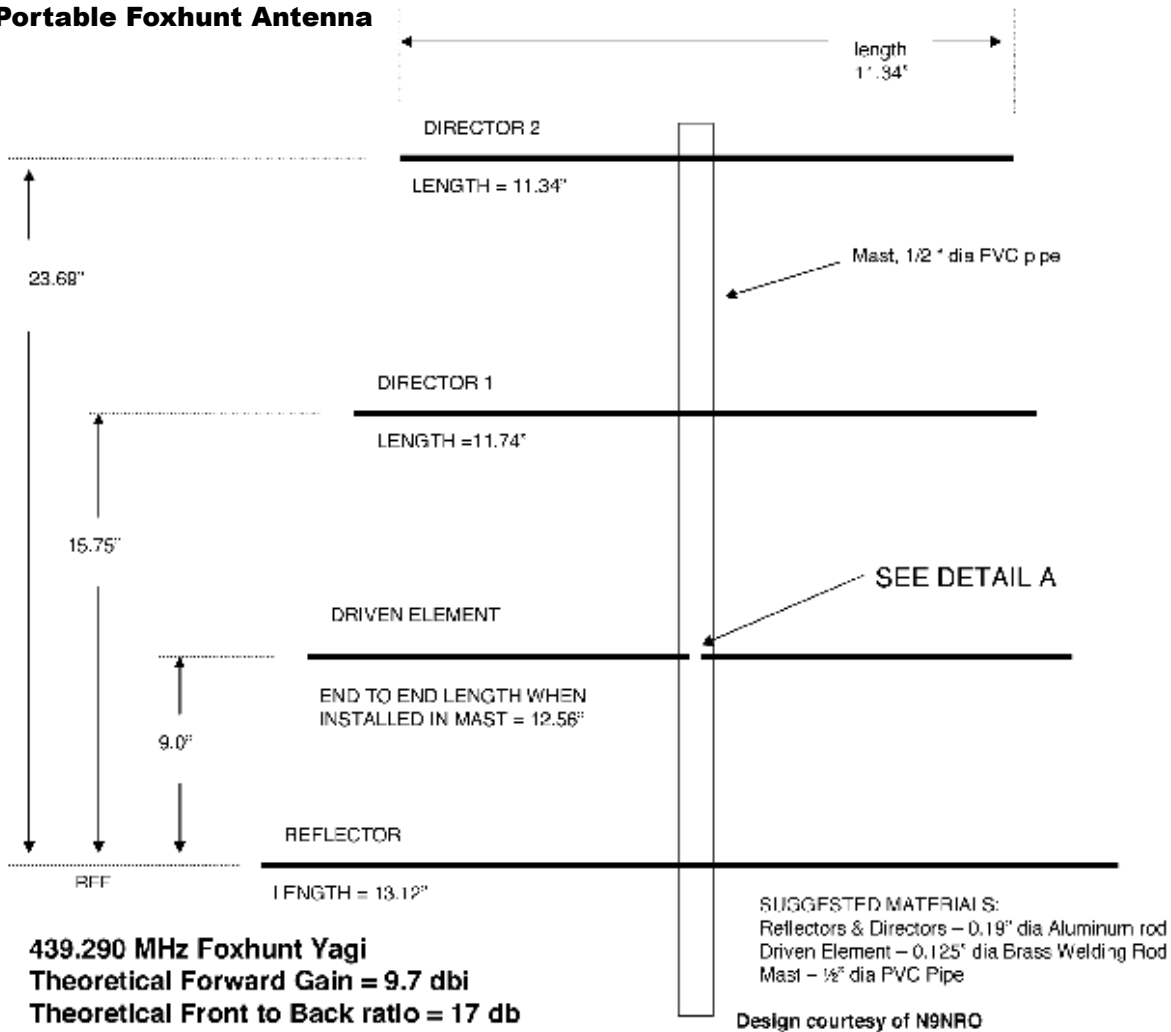 Portable Foxhunt Antenna
length
11.34"
DIRECTOR 2
LENGTH = 11.34"
23.68"
Mast, 1/2 " dia PVC pipe
DIRECTOR 1
LENGTH =11.74"
15.75"
SEE DETAIL A
DRIVEN ELEMENT
END TO END LENGTH WHEN
INSTALLED IN MAST = 12.56"
9.0"
REFLECTOR
REF
LENGTH = 13.12"
SUGGESTED MATERIALS:
Reflectors & Directors – 0.19" dia Aluminum rod
Driven Element – 0.125" dia Brass Welding Rod
Mast – ½" dia PVC Pipe
439.290 MHz Foxhunt Yagi
Theoretical Forward Gain = 9.7 dbi
Theoretical Front to Back ratio = 17 db
Design courtesy of N9NRO